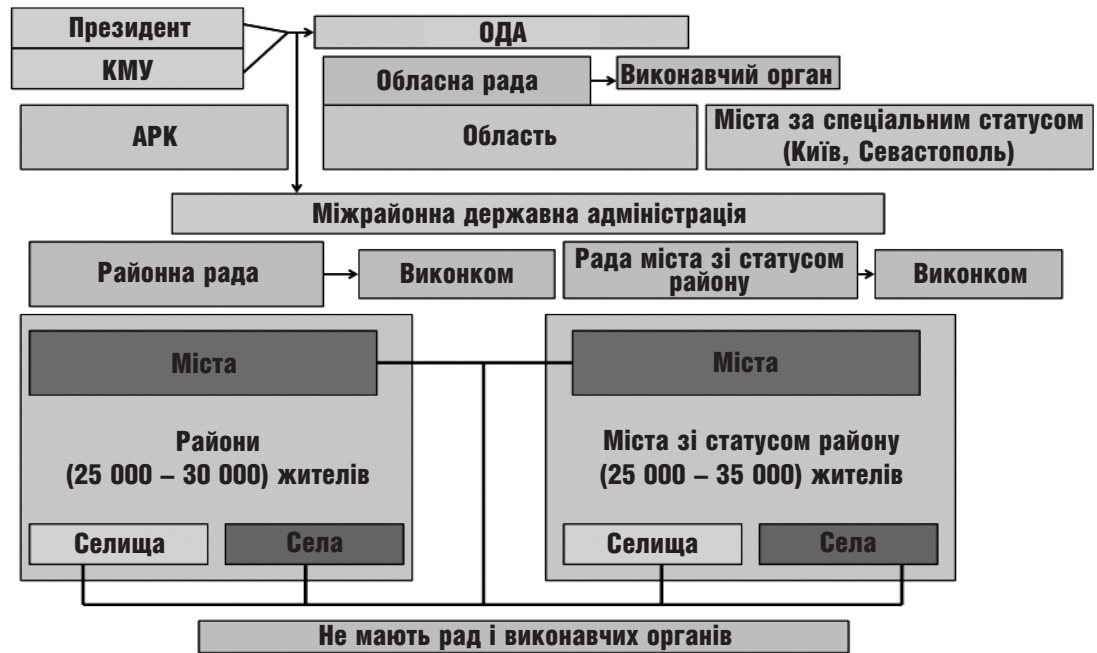 Президент
КМУ
ОДА
Обласна рада
Виконавчий орган
АРК
Область
Міста за спеціальним статусом
(Київ, Севастополь)
Міжрайонна державна адміністрація
Районна рада
Виконком
Рада міста зі статусом
району
Виконком
Міста
Міста
Райони
(25 000 – 30 000) жителів
Міста зі статусом району
(25 000 – 35 000) жителів
Селища
Села
Селища
Села
Не мають рад і виконавчих органів